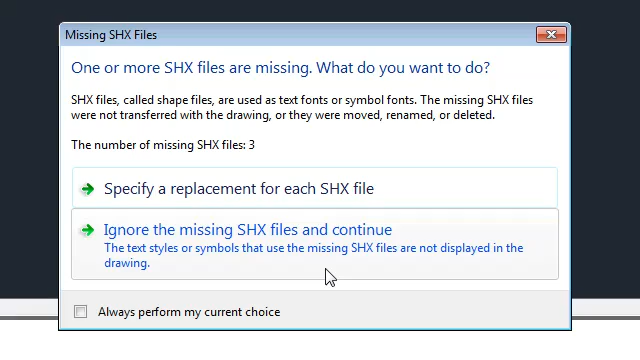 Missing SHX Files
One or more SHX files are missing. What do you want to do?
SHX files, called shape files, are used as text fonts or symbol fonts. The missing SHX files
were not transferred with the drawing, or they were moved, renamed, or deleted.
The number of missing SHX files: 3
Specify a replacement for each SHX file
Ignore the missing SHX files and continue
The text styles or symbols that use the missing SHX files are not displayed in the
drawing.
Always perform my current choice